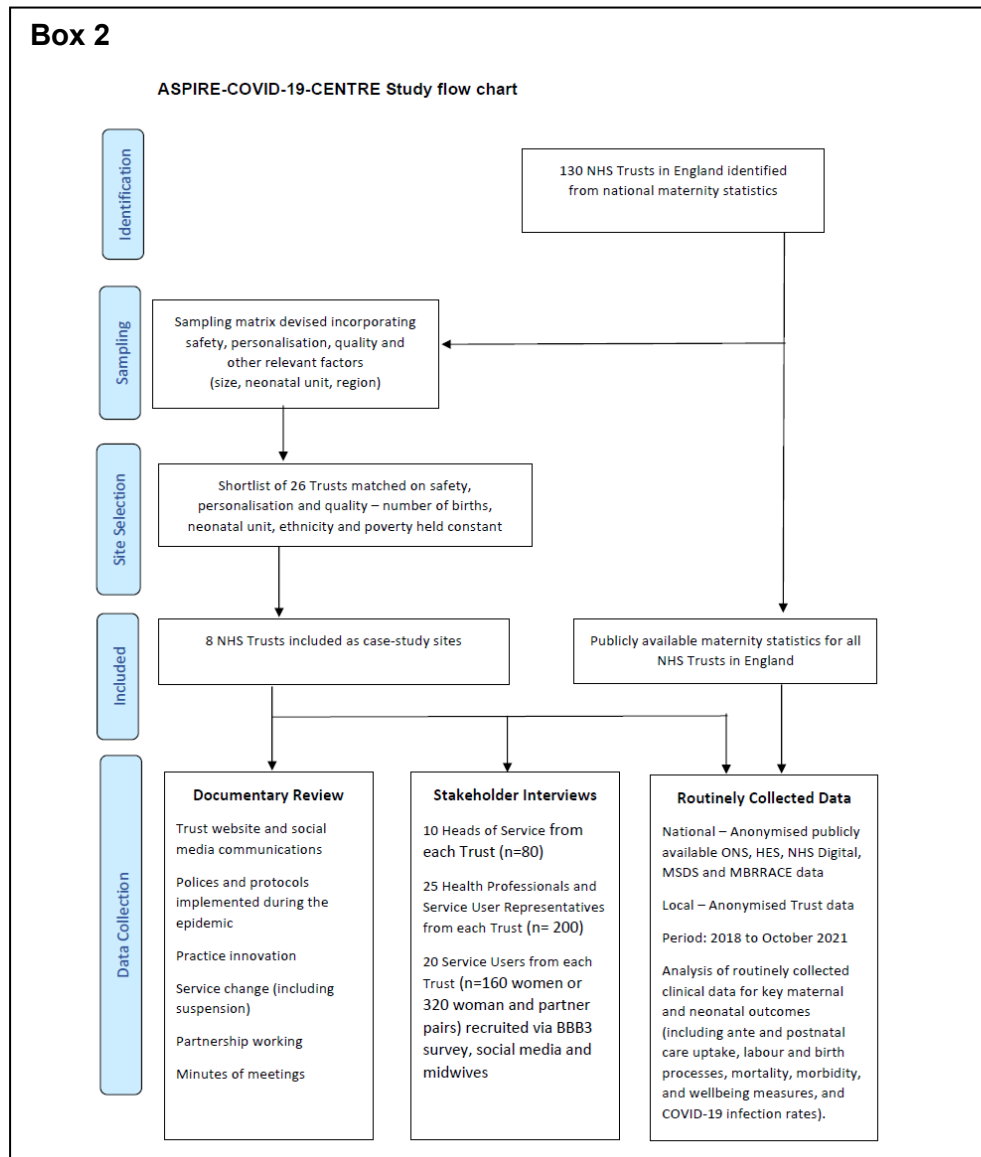 Box 2
ASPIRE-COVID-19-CENTRE Study flow chart
Identification
130 NHS Trusts in England identified
from national maternity statistics
Sampling
Sampling matrix devised incorporating
safety, personalisation, quality and
other relevant factors
(size, neonatal unit, region)
Site Selection
Shortlist of 26 Trusts matched on safety,
personalisation and quality – number of births,
neonatal unit, ethnicity and poverty held constant
Included
8 NHS Trusts included as case-study sites
Publicly available maternity statistics for all
NHS Trusts in England
Data Collection
Documentary Review
Trust website and social
media communications
Polices and protocols
implemented during the
epidemic
Practice innovation
Service change (including
suspension)
Partnership working
Minutes of meetings
Stakeholder Interviews
10 Heads of Service from
each Trust (n=80)
25 Health Professionals and
Service User Representatives
from each Trust (n= 200)
20 Service Users from each
Trust (n=160 women or
320 woman and partner
pairs) recruited via BBB3
survey, social media and
midwives
Routinely Collected Data
National – Anonymised publicly
available ONS, HES, NHS Digital,
MSDS and MBRRACE data
Local – Anonymised Trust data
Period: 2018 to October 2021
Analysis of routinely collected
clinical data for key maternal
and neonatal outcomes
(including ante and postnatal
care uptake, labour and birth
processes, mortality, morbidity,
and wellbeing measures, and
COVID-19 infection rates).